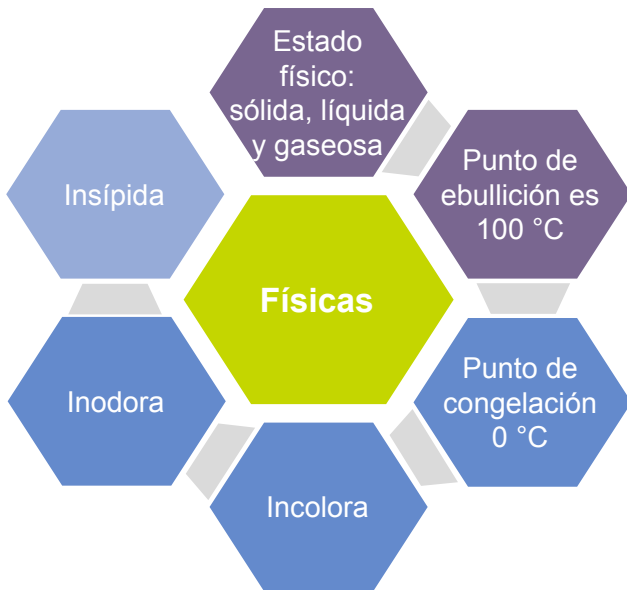 Estado
físico:
sólida, líquida
y gaseosa
Punto de
ebullición es
100 °C
Punto de
congelación
0 °C
Incolora
Inodora
Insípida
Físicas